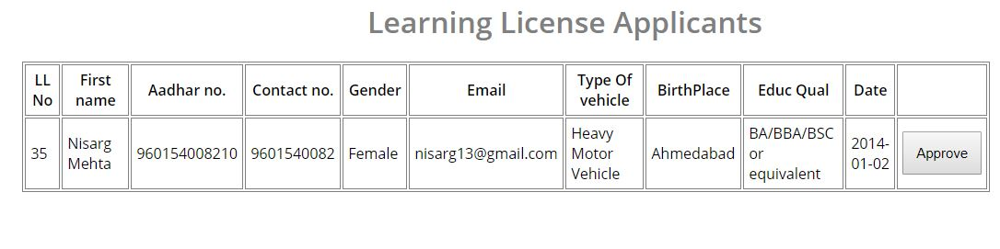 Learning License Applicants
LL No First name Aadhar no. Contact no. Gender Email Type Of vehicle BirthPlace Educ Qual Date
35 Nisarg Mehta 960154008210 9601540082 Female nisarg13@gmail.com Heavy Motor Vehicle Ahmedabad BA/BBA/BSC or equivalent 2014-01-02 Approve